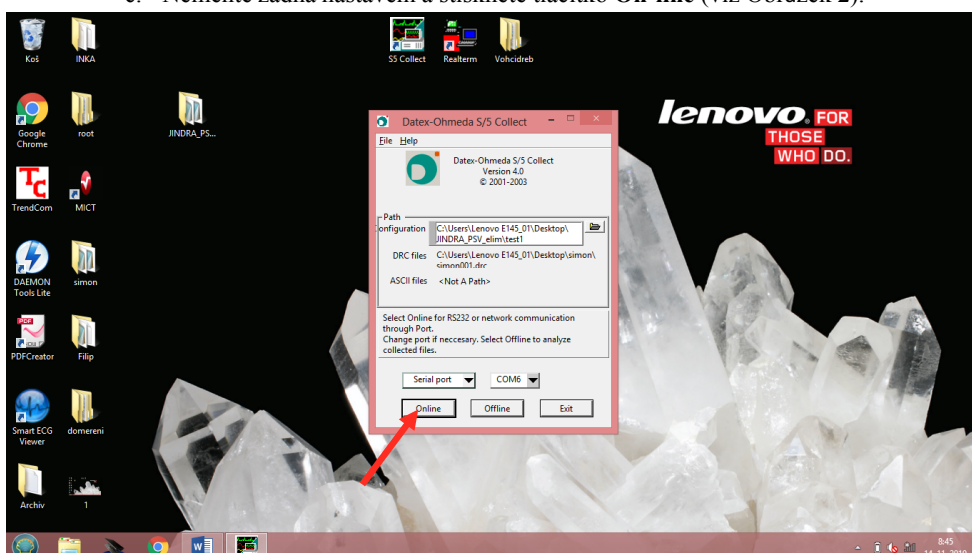 Neměňte žádná nastavení a stiskněte tlačítko On-line (viz Obrázek 2).
Koš
INKA
S5 Collect
Realterm
Vohcidreb
Google
Chrome
root
JINDRA_PS...
lenovo. FOR
THOSE
WHO DO.
TrendCom
MICT
DAEMON
Tools Lite
simon
PDF
PDFCreator
Filip
Smart ECG
Viewer
domereni
Archiv
1
Datex-Ohmeda S/5 Collect
File Help
Datex-Ohmeda S/5 Collect
Version 4.0
© 2001-2003
Path
onfiguration
C:\Users\Lenovo E145_01\Desktop\
JINDRA_PSV_elim\test1
DRC files
C:\Users\Lenovo E145_01\Desktop\simon\
simon001.drc
ASCII files
<Not A Path>
Select Online for RS232 or network communication
through Port.
Change port if neccesary. Select Offline to analyze
collected files.
Serial port
COM6
Online
Offline
Exit
8:45